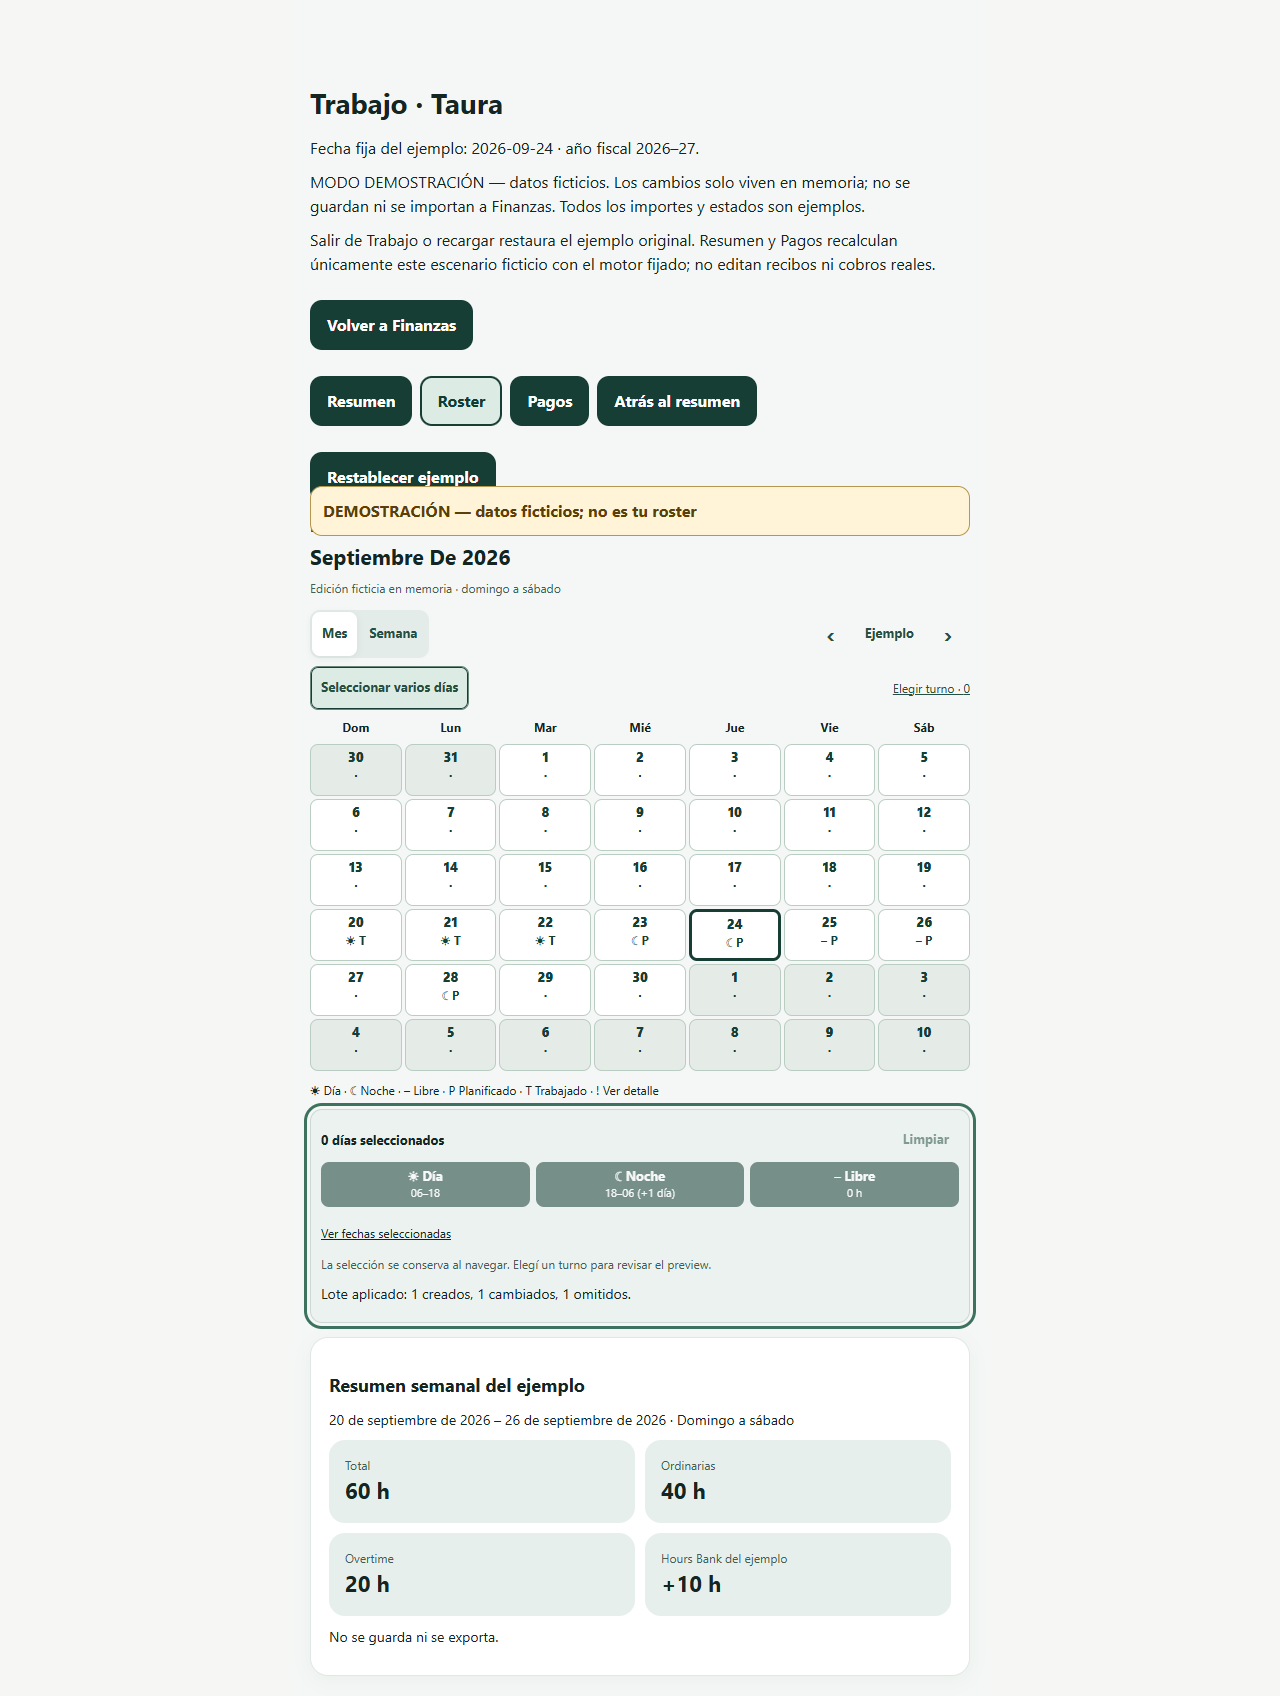 Trabajo · Taura
Fecha fija del ejemplo: 2026-09-24 · año fiscal 2026–27.
MODO DEMOSTRACIÓN — datos ficticios. Los cambios solo viven en memoria; no se
guardan ni se importan a Finanzas. Todos los importes y estados son ejemplos.
Salir de Trabajo o recargar restaura el ejemplo original. Resumen y Pagos recalculan
únicamente este escenario ficticio con el motor fijado; no editan recibos ni cobros reales.
Volver a Finanzas
Resumen Roster Pagos Atrás al resumen
Restablecer ejemplo
DEMOSTRACIÓN — datos ficticios; no es tu roster
Septiembre De 2026
Edición ficticia en memoria · domingo a sábado
Mes Semana ‹ Ejemplo ›
Seleccionar varios días Elegir turno · 0
Dom Lun Mar Mié Jue Vie Sáb
30 31 1 2 3 4 5
· · · · · · ·
6 7 8 9 10 11 12
· · · · · · ·
13 14 15 16 17 18 19
· · · · · · ·
20 21 22 23 24 25 26
☀ T ☀ T ☀ T ☾ P ☾ P – P – P
27 28 29 30 1 2 3
· ☾ P · · · · ·
4 5 6 7 8 9 10
· · · · · · ·
☀ Día · ☾ Noche · – Libre · P Planificado · T Trabajado · ! Ver detalle
0 días seleccionados Limpiar
☀ Día ☾ Noche – Libre
06–18 18–06 (+1 día) 0 h
Ver fechas seleccionadas
La selección se conserva al navegar. Elegí un turno para revisar el preview.
Lote aplicado: 1 creados, 1 cambiados, 1 omitidos.
Resumen semanal del ejemplo
20 de septiembre de 2026 – 26 de septiembre de 2026 · Domingo a sábado
Total Ordinarias
60 h 40 h
Overtime Hours Bank del ejemplo
20 h +10 h
No se guarda ni se exporta.